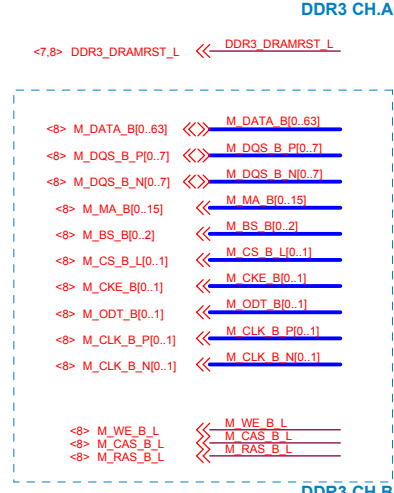 DDR3 CH.A
<7,8> DDR3_DRAMRST_L DDR3_DRAMRST_L
<8> M_DATA_B[0..63] M_DATA_B[0..63]
<8> M_DQS_B_P[0..7] M_DQS_B_P[0..7]
<8> M_DQS_B_N[0..7] M_DQS_B_N[0..7]
<8> M_MA_B[0..15] M_MA_B[0..15]
<8> M_BS_B[0..2] M_BS_B[0..2]
<8> M_CS_B_L[0..1] M_CS_B_L[0..1]
<8> M_CKE_B[0..1] M_CKE_B[0..1]
<8> M_ODT_B[0..1] M_ODT_B[0..1]
<8> M_CLK_B_P[0..1] M_CLK_B_P[0..1]
<8> M_CLK_B_N[0..1] M_CLK_B_N[0..1]
<8> M_WE_B_L M_WE_B_L
<8> M_CAS_B_L M_CAS_B_L
<8> M_RAS_B_L M_RAS_B_L
DDR3 CH.B